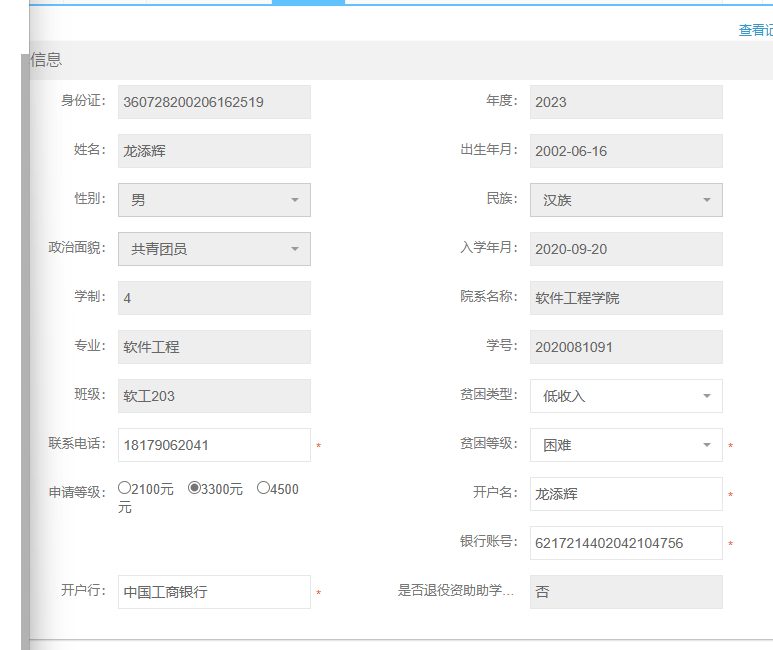 查看记
信息
身份证： 360728200206162519 年度： 2023
姓名： 龙添辉 出生年月： 2002-06-16
性别： 男 民族： 汉族
政治面貌： 共青团员 入学年月： 2020-09-20
学制： 4 院系名称： 软件工程学院
专业： 软件工程 学号： 2020081091
班级： 软工203 贫困类型： 低收入
联系电话： 18179062041 * 贫困等级： 困难 *
申请等级： 2100元 3300元 4500元 开户名： 龙添辉 *
银行账号： 6217214402042104756 *
开户行： 中国工商银行 * 是否退役资助助学... 否